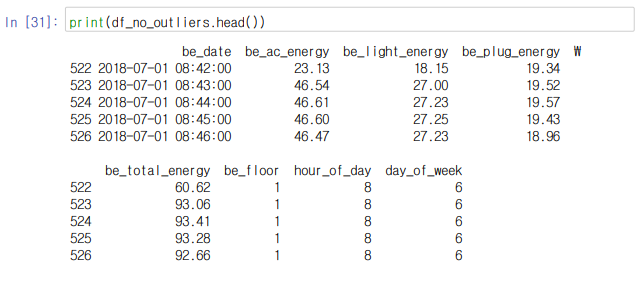 In [31]: print(df_no_outliers.head())
be_date be_ac_energy be_light_energy be_plug_energy ₩
522 2018-07-01 08:42:00 23.13 18.15 19.34
523 2018-07-01 08:43:00 46.54 27.00 19.52
524 2018-07-01 08:44:00 46.61 27.23 19.57
525 2018-07-01 08:45:00 46.60 27.25 19.43
526 2018-07-01 08:46:00 46.47 27.23 18.96
be_total_energy be_floor hour_of_day day_of_week
522 60.62 1 8 6
523 93.06 1 8 6
524 93.41 1 8 6
525 93.28 1 8 6
526 92.66 1 8 6